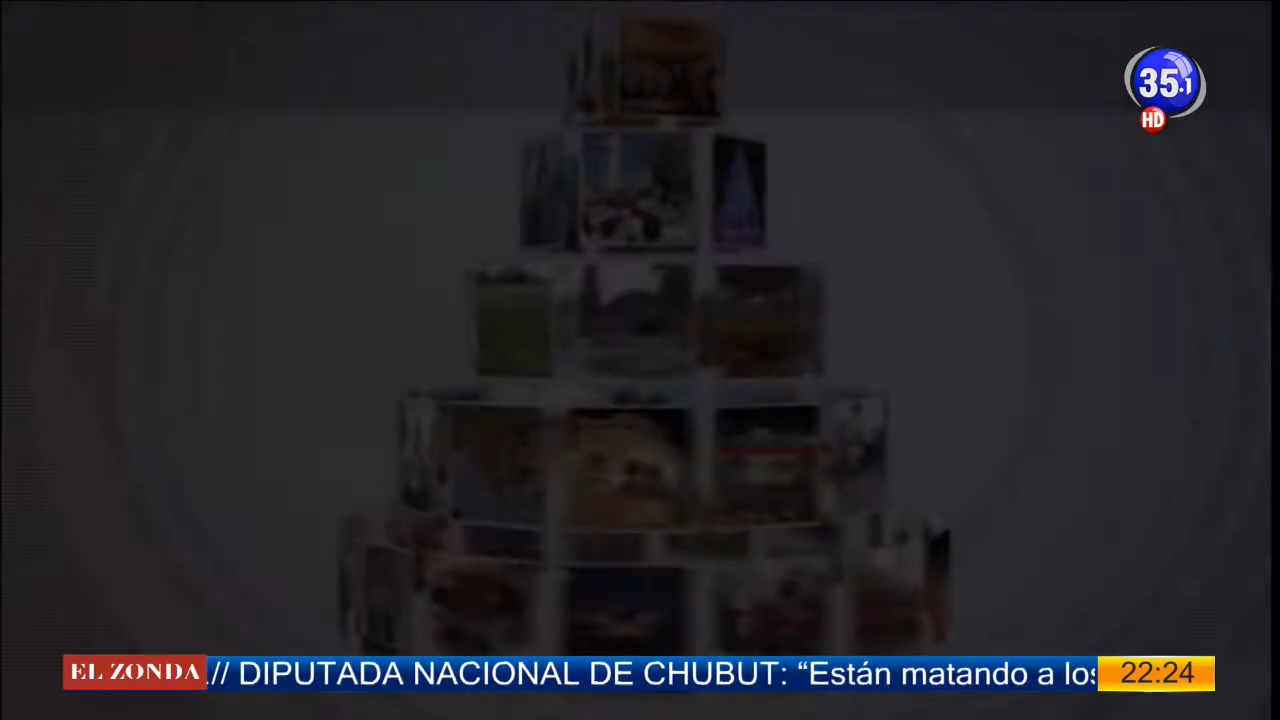 35.1
HD
EL ZONDA
.// DIPUTADA NACIONAL DE CHUBUT: “Están matando a los
22:24